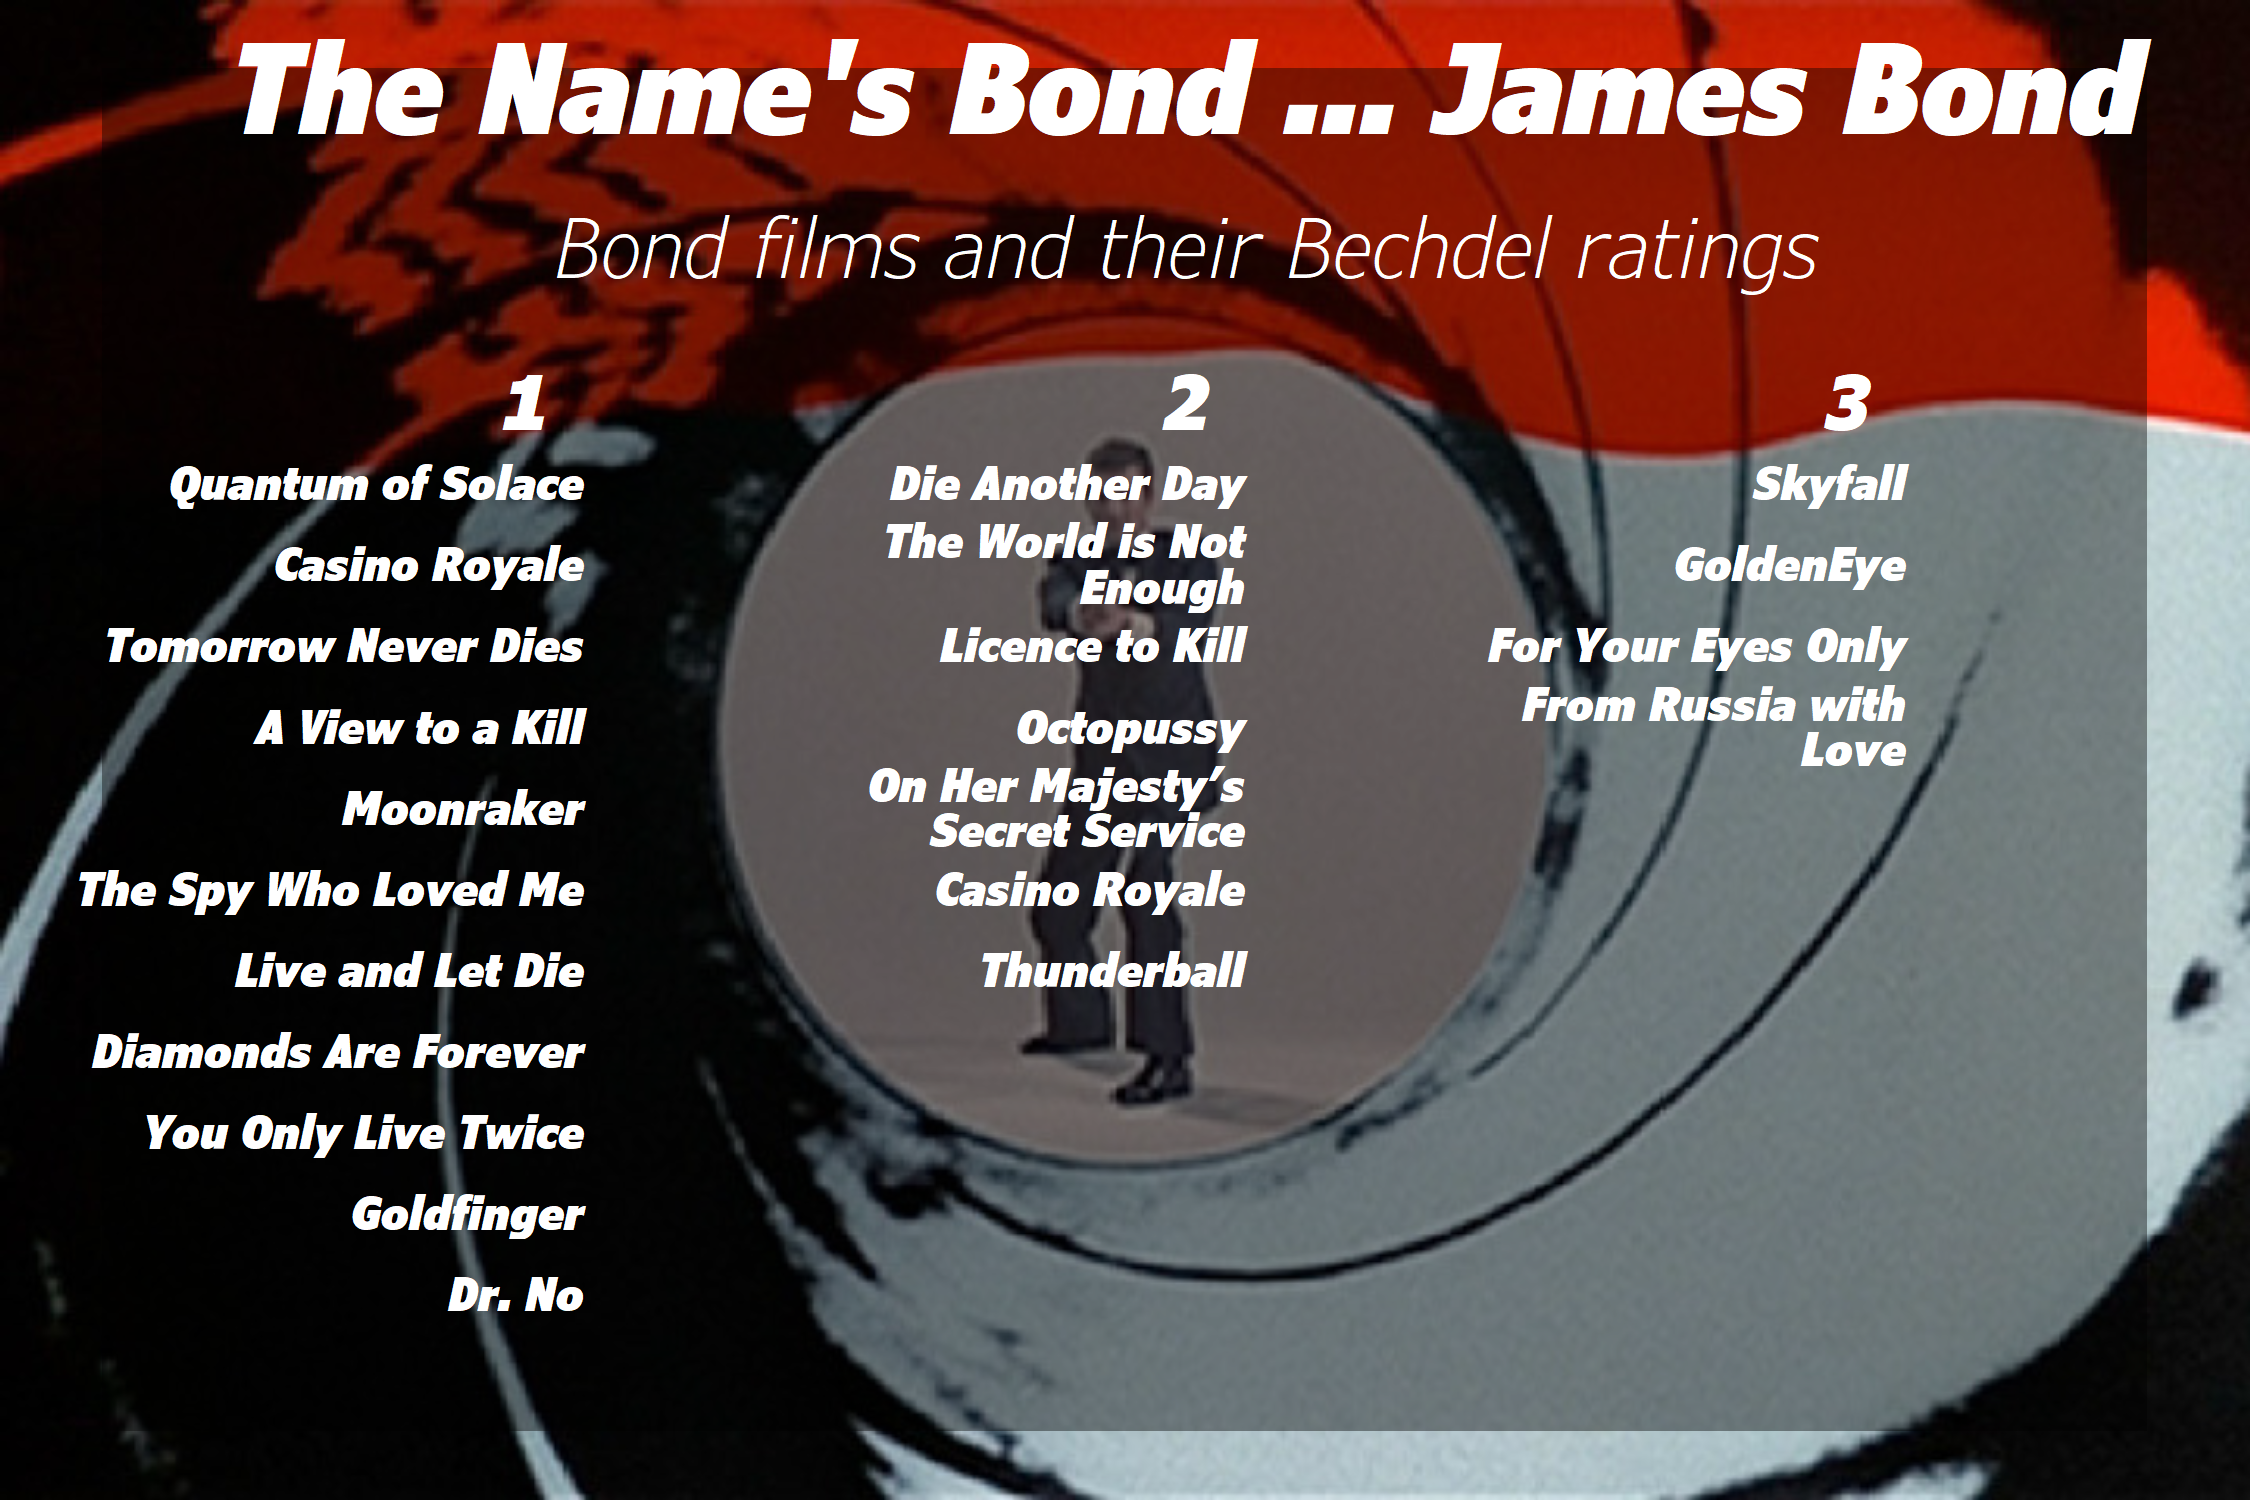 The Name's Bond ... James Bond
Bond films and their Bechdel ratings
1
Quantum of Solace
Casino Royale
Tomorrow Never Dies
A View to a Kill
Moonraker
The Spy Who Loved Me
Live and Let Die
Diamonds Are Forever
You Only Live Twice
Goldfinger
Dr. No
2
Die Another Day
The World is Not
Enough
Licence to Kill
Octopussy
On Her Majesty’s
Secret Service
Casino Royale
Thunderball
3
Skyfall
GoldenEye
For Your Eyes Only
From Russia with
Love